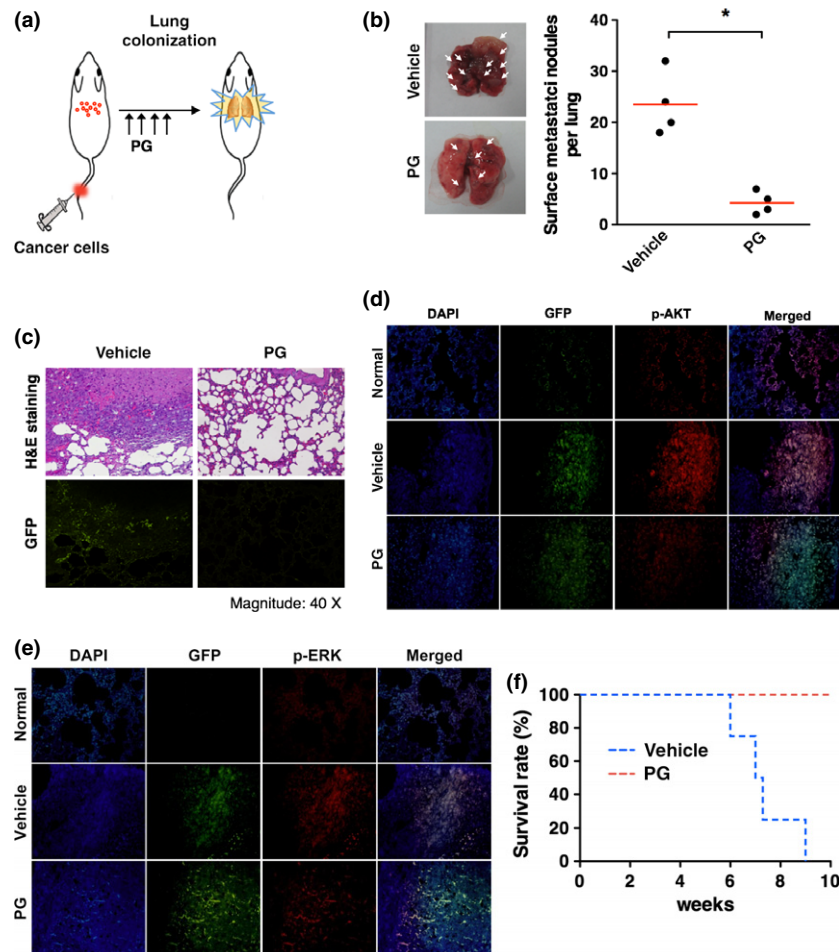 (a)
Lung
colonization
PG
Cancer cells
(b)
Vehicle
PG
Surface metastatci nodules
per lung
40
30
20
10
0
*
Vehicle
PG
(c)
Vehicle
PG
H&E staining
GFP
Magnitude: 40 X
(d)
DAPI
GFP
p-AKT
Merged
Normal
Vehicle
PG
(e)
DAPI
GFP
p-ERK
Merged
Normal
Vehicle
PG
(f)
Survival rate (%)
100
80
60
40
20
0
Vehicle
PG
0 2 4 6 8 10
weeks